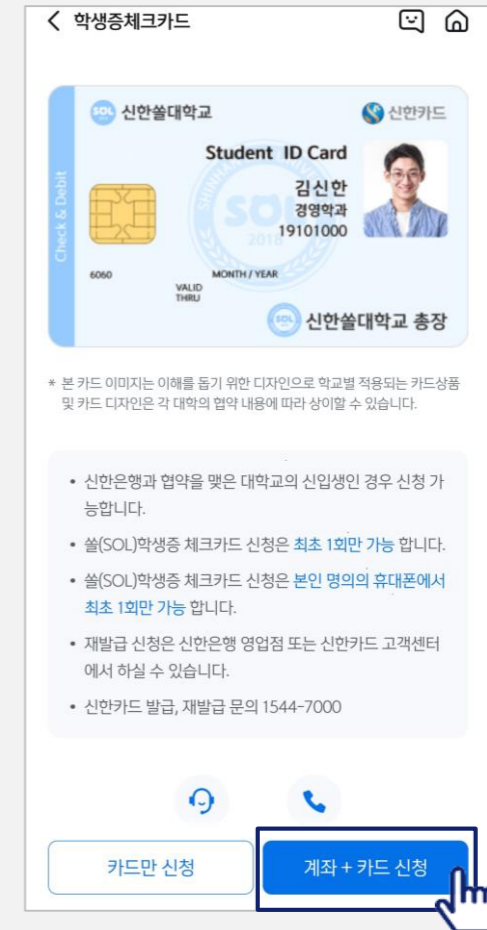 학생증체크카드
SOL 신한쏠대학교
신한카드
Check & Debit
Student ID Card
김신한
경영학과
19101000
SOL
2018
6060
MONTH / YEAR
VALID
THRU
SOL 신한쏠대학교 총장
* 본 카드 이미지는 이해를 돕기 위한 디자인으로 학교별 적용되는 카드상품
및 카드 디자인은 각 대학의 협약 내용에 따라 상이할 수 있습니다.
• 신한은행과 협약을 맺은 대학교의 신입생인 경우 신청 가
능합니다.
• 쏠(SOL)학생증 체크카드 신청은 최초 1회만 가능 합니다.
• 쏠(SOL)학생증 체크카드 신청은 본인 명의의 휴대폰에서
최초 1회만 가능 합니다.
• 재발급 신청은 신한은행 영업점 또는 신한카드 고객센터
에서 하실 수 있습니다.
• 신한카드 발급, 재발급 문의 1544-7000
카드만 신청
계좌 + 카드 신청